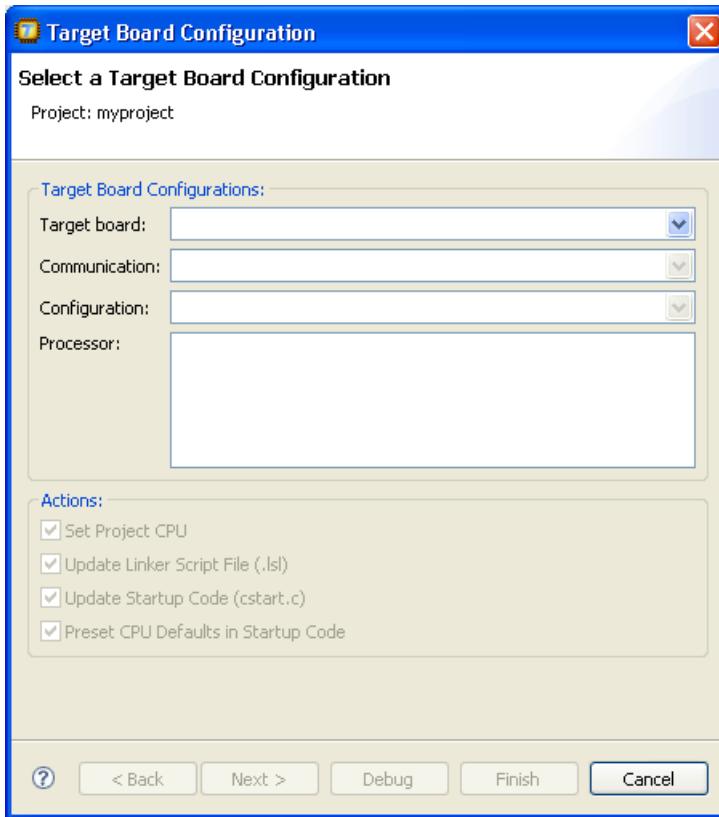 Target Board Configuration
Select a Target Board Configuration
Project: myproject
Target Board Configurations:
Target board:
Communication:
Configuration:
Processor:
Actions:
Set Project CPU
Update Linker Script File (.lsl)
Update Startup Code (cstart.c)
Preset CPU Defaults in Startup Code
? < Back Next > Debug Finish Cancel